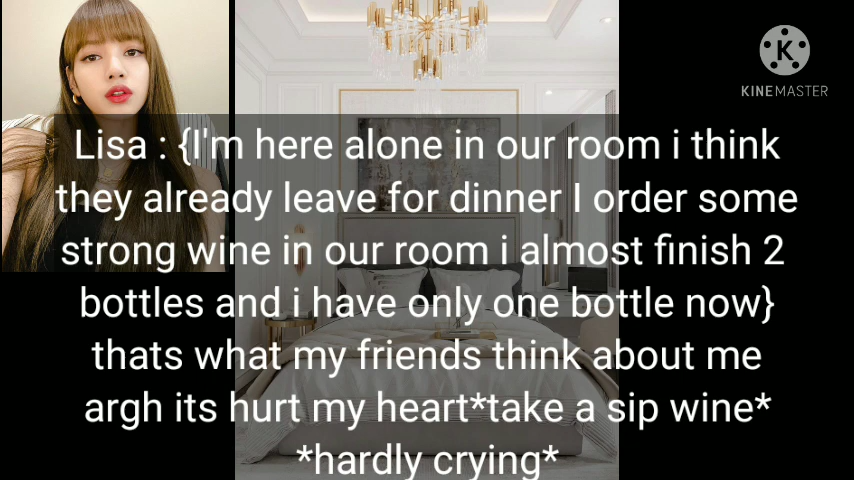 KINEMASTER
Lisa : {I'm here alone in our room i think
they already leave for dinner I order some
strong wine in our room i almost finish 2
bottles and i have only one bottle now}
thats what my friends think about me
argh its hurt my heart*take a sip wine*
*hardly crying*